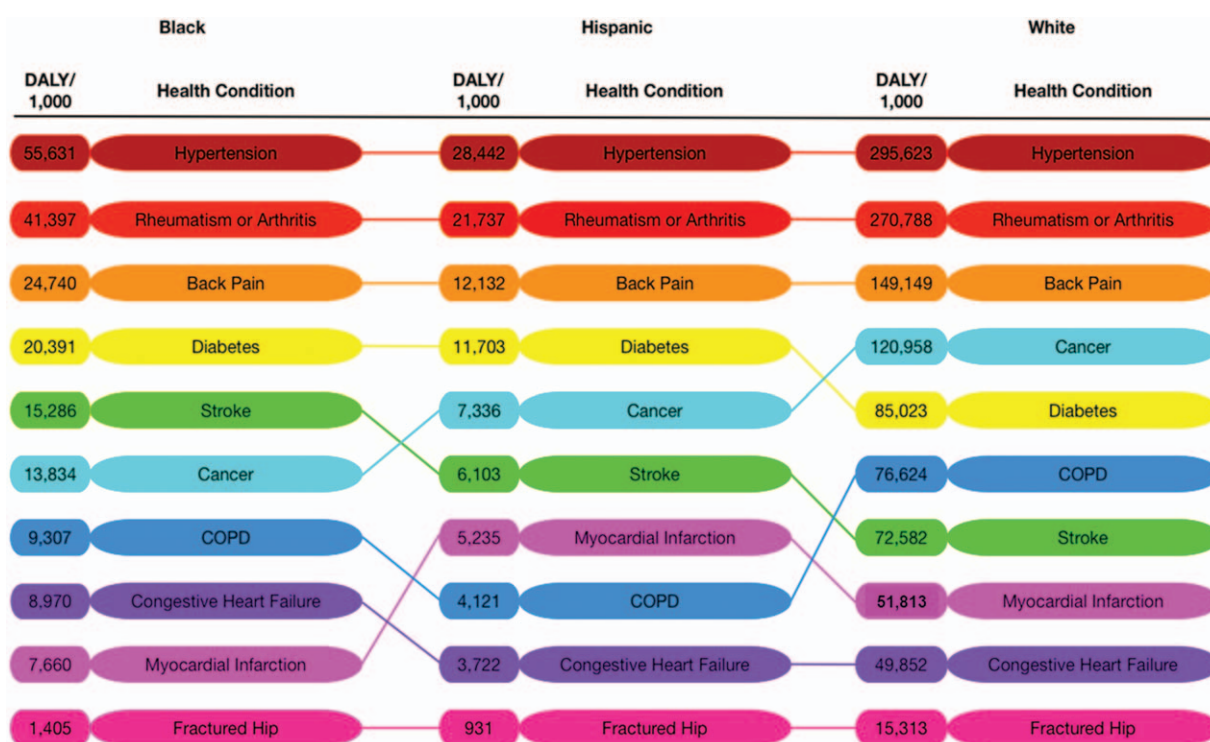 Black Hispanic White
DALY/ 1,000 Health Condition DALY/ 1,000 Health Condition DALY/ 1,000 Health Condition
55,631 Hypertension 28,442 Hypertension 295,623 Hypertension
41,397 Rheumatism or Arthritis 21,737 Rheumatism or Arthritis 270,788 Rheumatism or Arthritis
24,740 Back Pain 12,132 Back Pain 149,149 Back Pain
20,391 Diabetes 11,703 Diabetes 120,958 Cancer
15,286 Stroke 7,336 Cancer 85,023 Diabetes
13,834 Cancer 6,103 Stroke 76,624 COPD
9,307 COPD 5,235 Myocardial Infarction 72,582 Stroke
8,970 Congestive Heart Failure 4,121 COPD 51,813 Myocardial Infarction
7,660 Myocardial Infarction 3,722 Congestive Heart Failure 49,852 Congestive Heart Failure
1,405 Fractured Hip 931 Fractured Hip 15,313 Fractured Hip